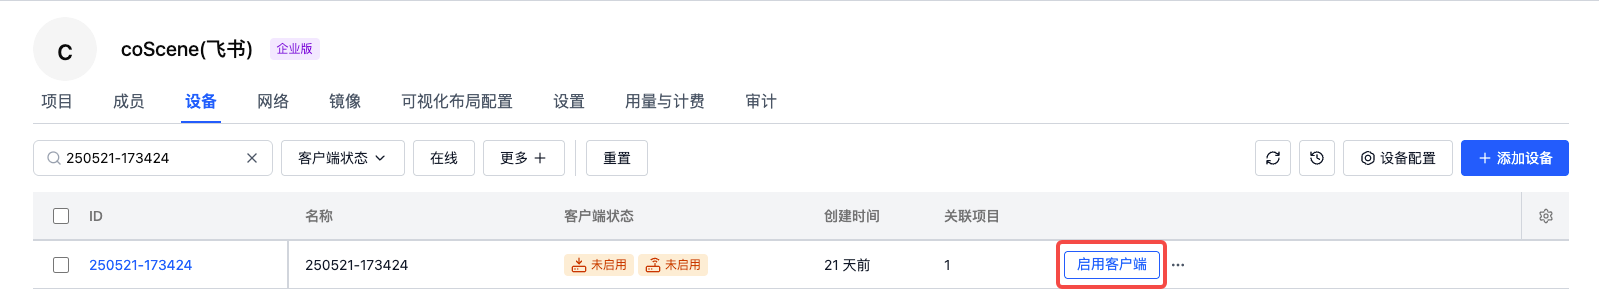 C
coScene(飞书) 企业版
项目 成员 设备 网络 镜像 可视化布局配置 设置 用量与计费 审计
250521-173424 客户端状态 在线 更多 重置 设备配置 添加设备
ID 名称 客户端状态 创建时间 关联项目
250521-173424 250521-173424 未启用 未启用 21 天前 1 启用客户端 ···